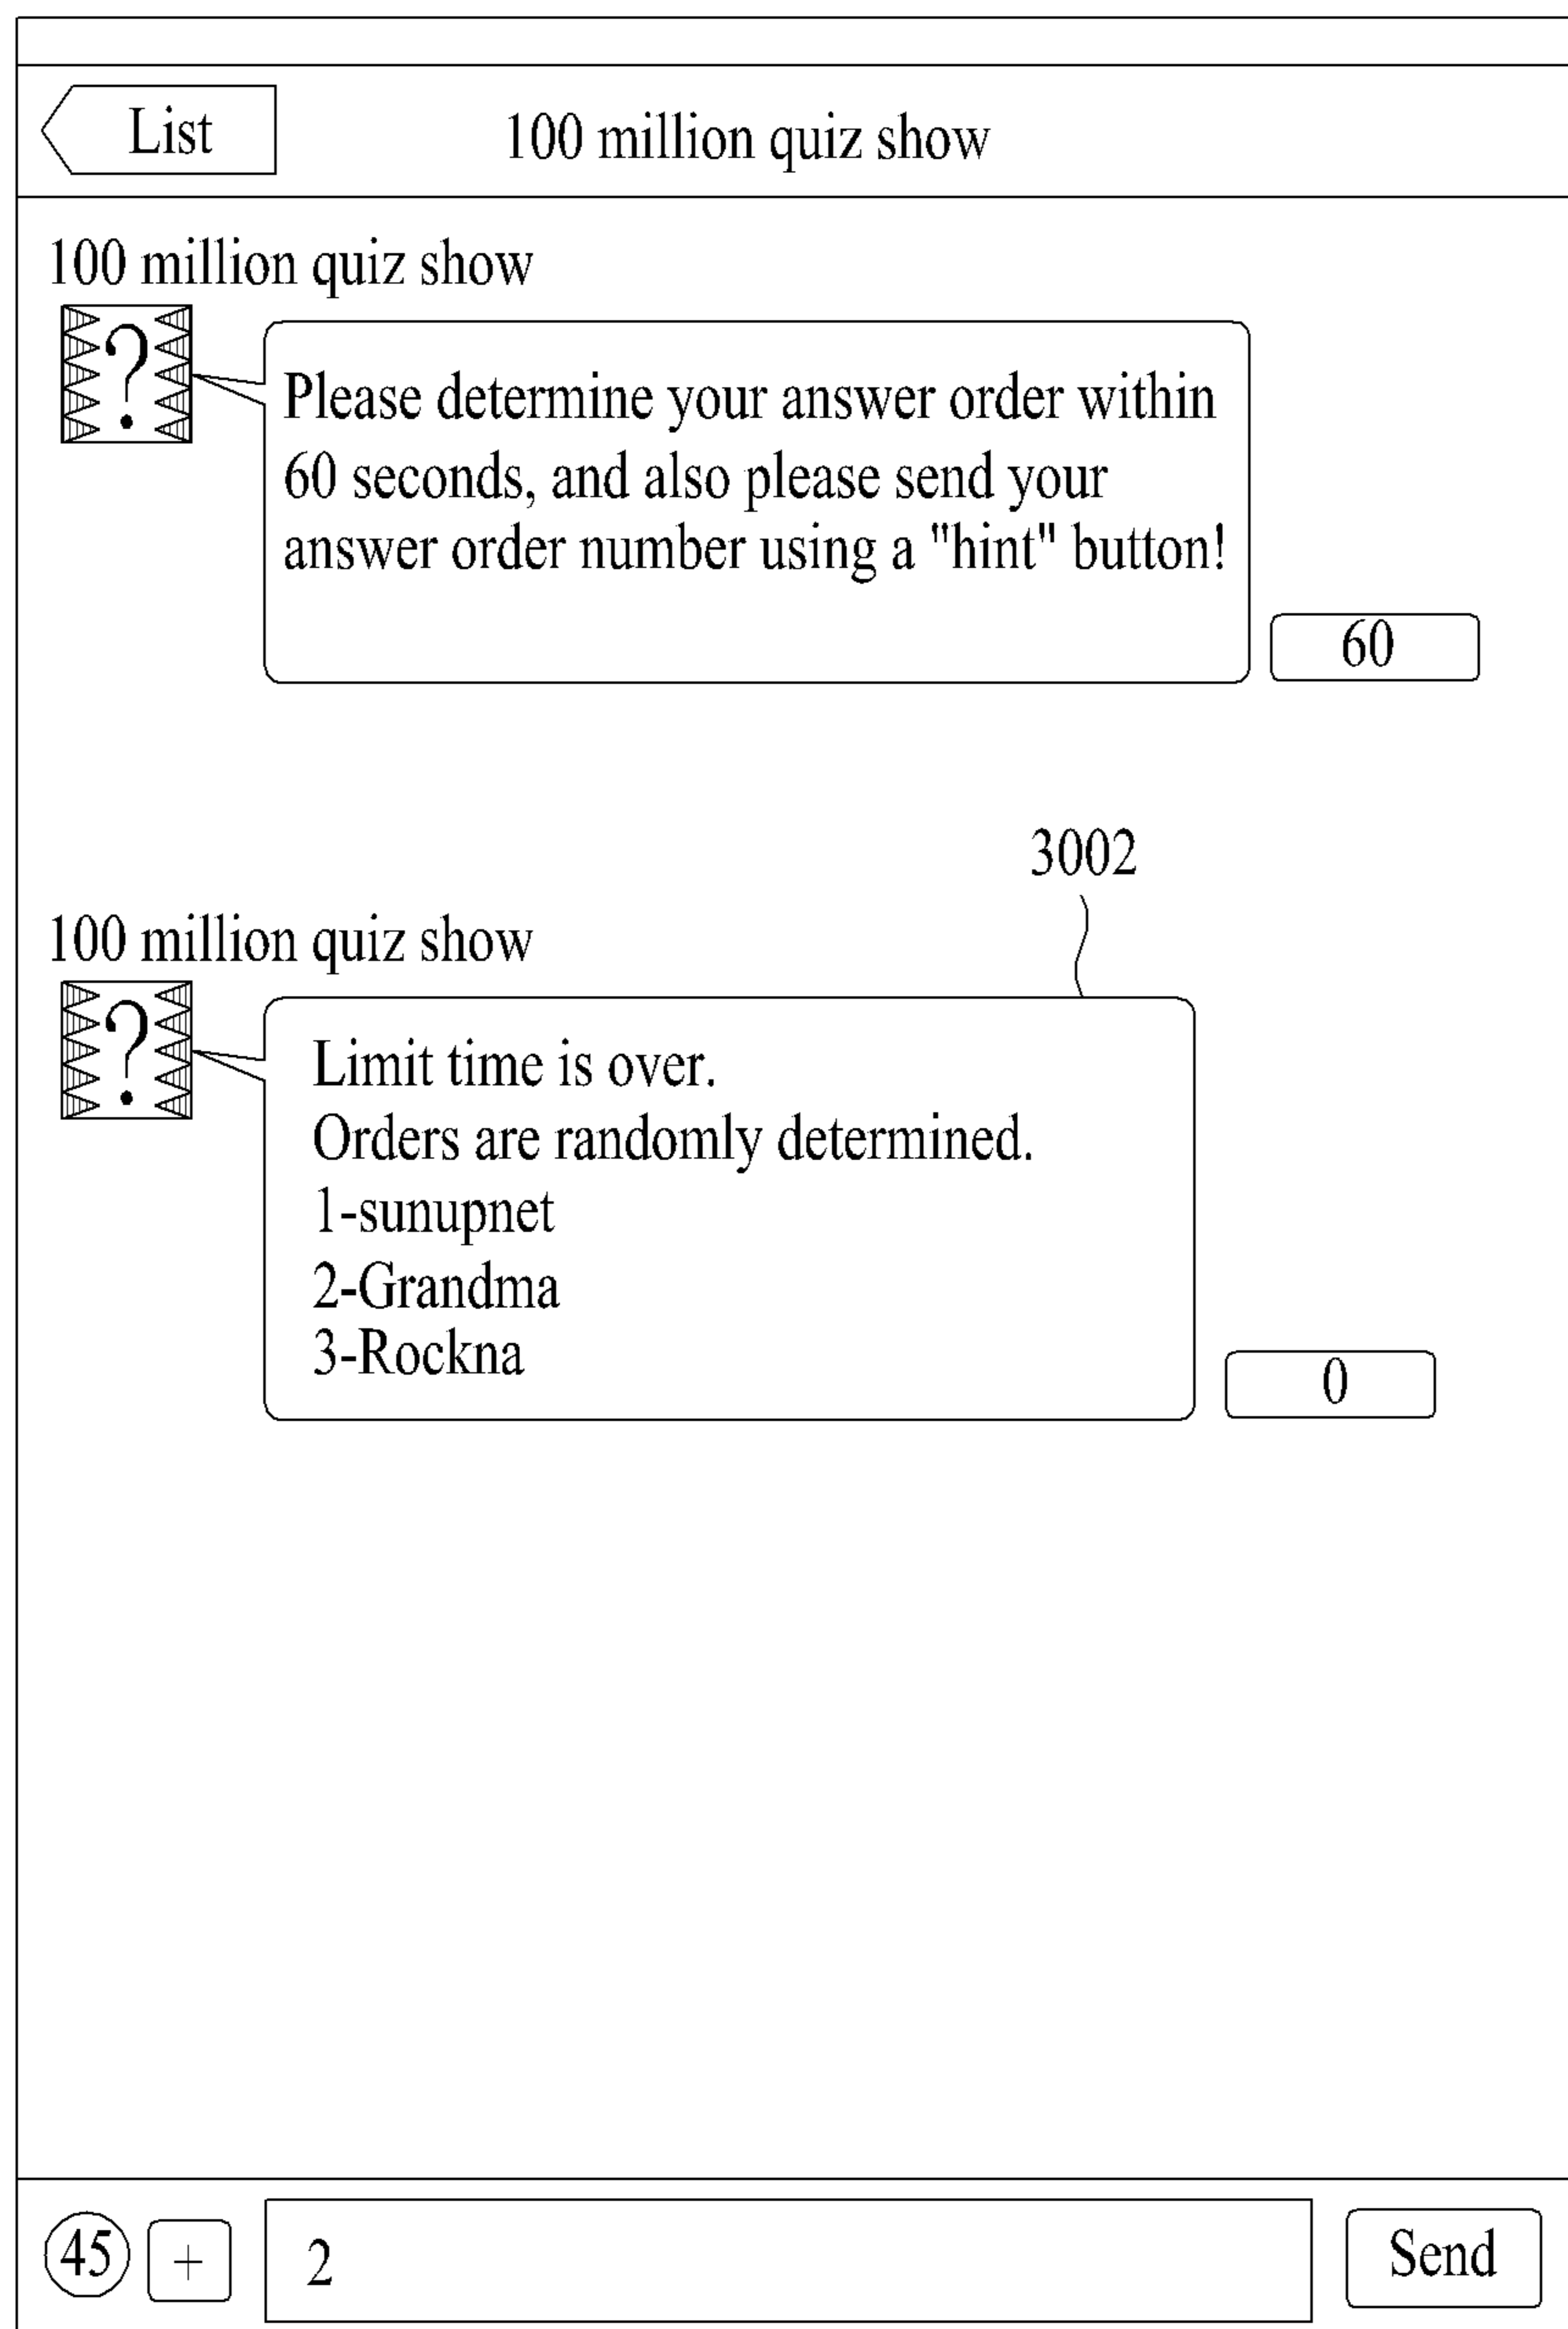 List
100 million quiz show
100 million quiz show
?
Please determine your answer order within
60 seconds, and also please send your
answer order number using a "hint" button!
60
3002
100 million quiz show
?
Limit time is over.
Orders are randomly determined.
1-sunupnet
2-Grandma
3-Rockna
0
45
+
2
Send